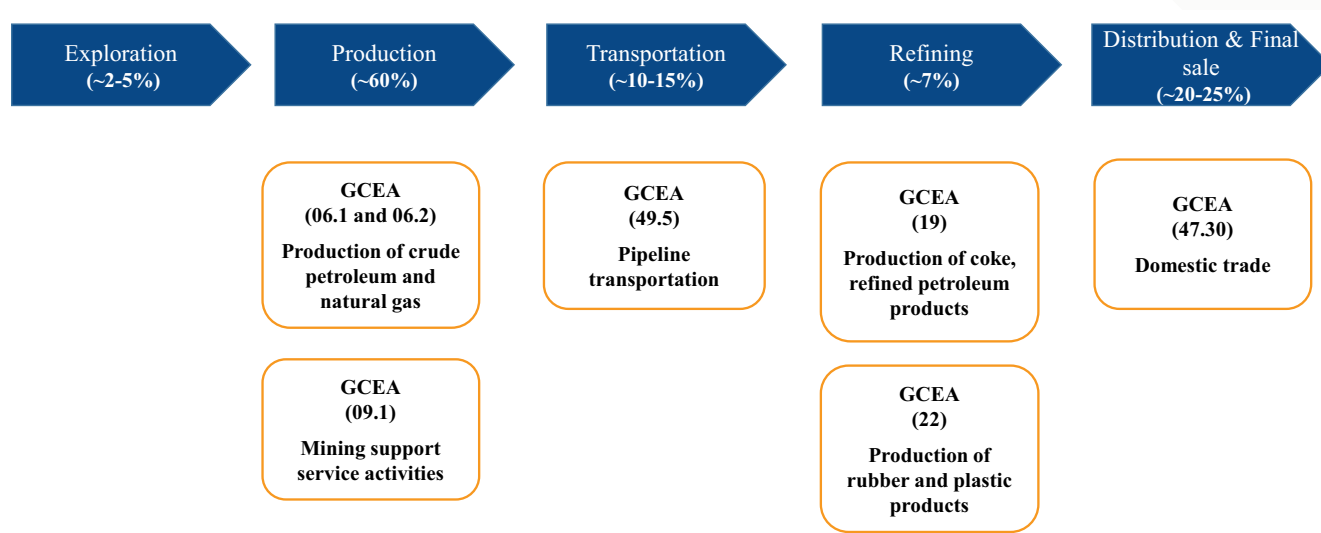 Exploration
(~2-5%)
Production
(~60%)
Transportation
(~10-15%)
Refining
(~7%)
Distribution & Final
sale
(~20-25%)
GCEA
(06.1 and 06.2)
Production of crude
petroleum and
natural gas
GCEA
(49.5)
Pipeline
transportation
GCEA
(19)
Production of coke,
refined petroleum
products
GCEA
(47.30)
Domestic trade
GCEA
(09.1)
Mining support
service activities
GCEA
(22)
Production of
rubber and plastic
products